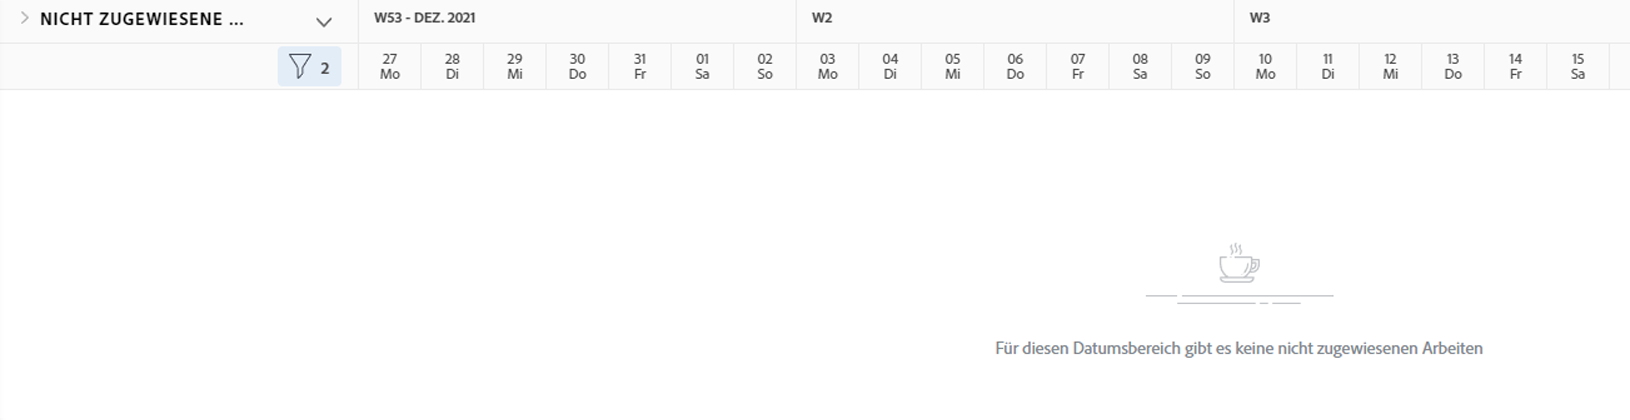 NICHT ZUGEWIESENE ...
W53 - DEZ. 2021
W2
W3
2
27 28 29 30 31 01 02 03 04 05 06 07 08 09 10 11 12 13 14 15
Mo Di Mi Do Fr Sa So Mo Di Mi Do Fr Sa So Mo Di Mi Do Fr Sa
Für diesen Datumsbereich gibt es keine nicht zugewiesenen Arbeiten